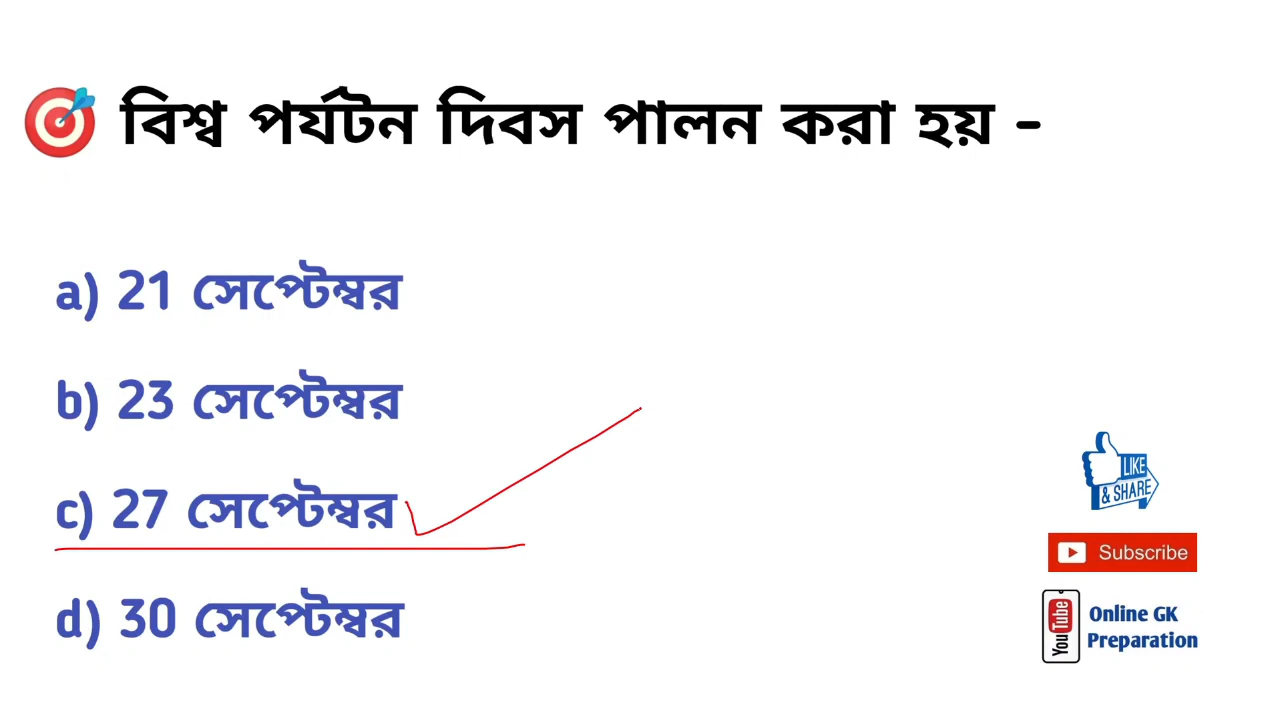 বিশ্ব পর্যটন দিবস পালন করা হয় -
a) 21 সেপ্টেম্বর
b) 23 সেপ্টেম্বর
c) 27 সেপ্টেম্বর
d) 30 সেপ্টেম্বর
LIKE
& SHARE
Subscribe
YouTube
Online GK
Preparation